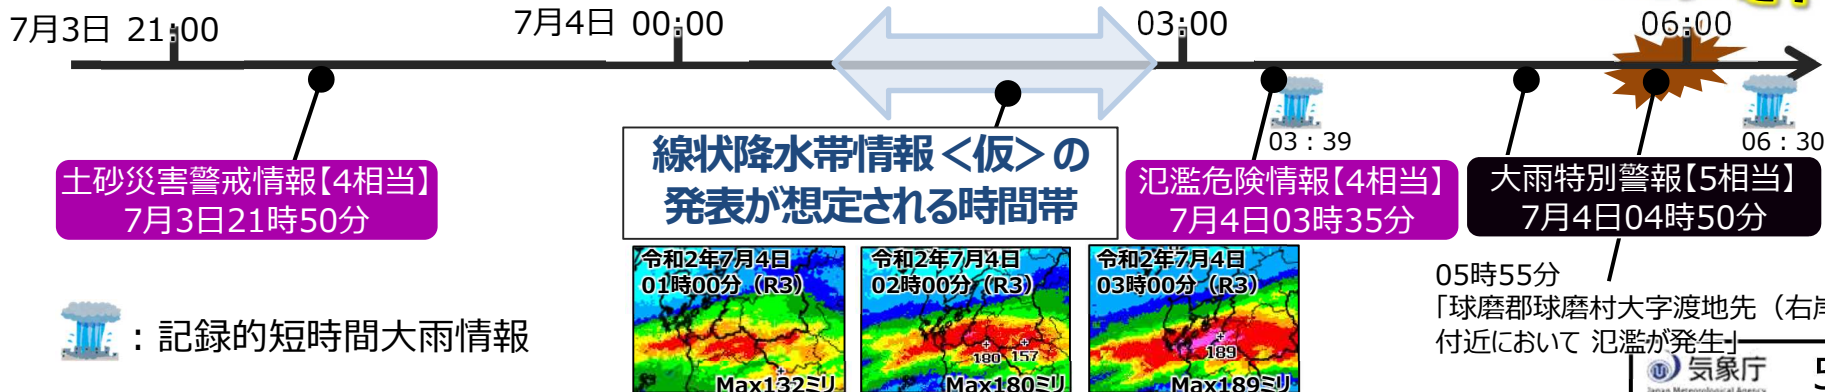 7月3日 21:00
7月4日 00:00
03:00
06:00
03：39
06：30
土砂災害警戒情報【4相当】
7月3日21時50分
線状降水帯情報＜仮＞の
発表が想定される時間帯
氾濫危険情報【4相当】
7月4日03時35分
大雨特別警報【5相当】
7月4日04時50分
令和2年7月4日
01時00分（R3）
Max132ミリ
令和2年7月4日
02時00分（R3）
180 157
Max180ミリ
令和2年7月4日
03時00分（R3）
189
Max189ミリ
05時55分
「球磨郡球磨村大字渡地先（右岸
付近において 氾濫が発生」
：記録的短時間大雨情報
気象庁
Japan Meteorological Agency
5